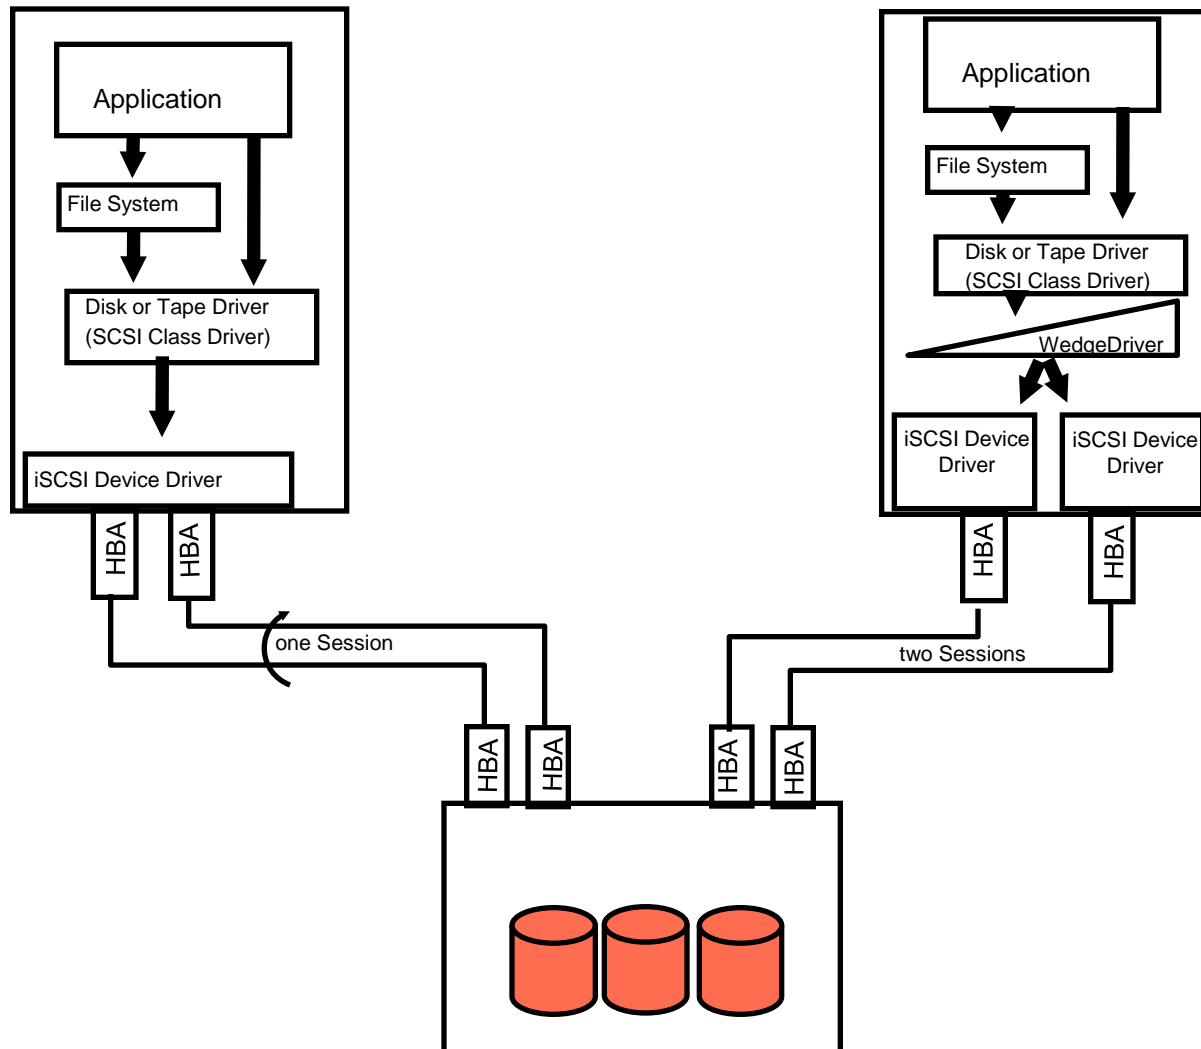 Application
File System
Disk or Tape Driver
(SCSI Class Driver)
iSCSI Device Driver
HBA
HBA
one Session
Application
File System
Disk or Tape Driver
(SCSI Class Driver)
WedgeDriver
iSCSI Device
Driver
iSCSI Device
Driver
HBA
HBA
two Sessions
HBA
HBA
HBA
HBA